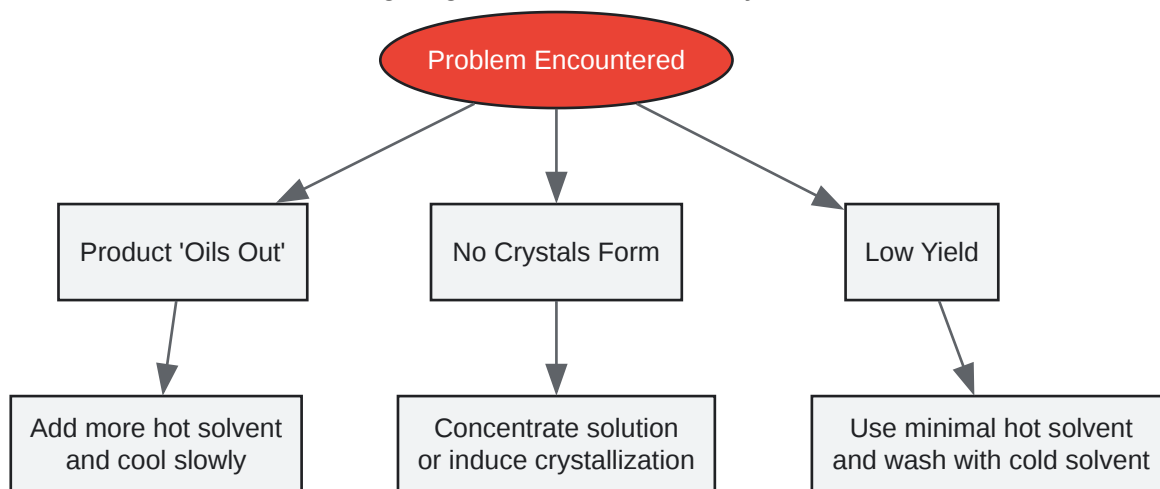 Problem Encountered
Product 'Oils Out'
No Crystals Form
Low Yield
Add more hot solvent
and cool slowly
Concentrate solution
or induce crystallization
Use minimal hot solvent
and wash with cold solvent